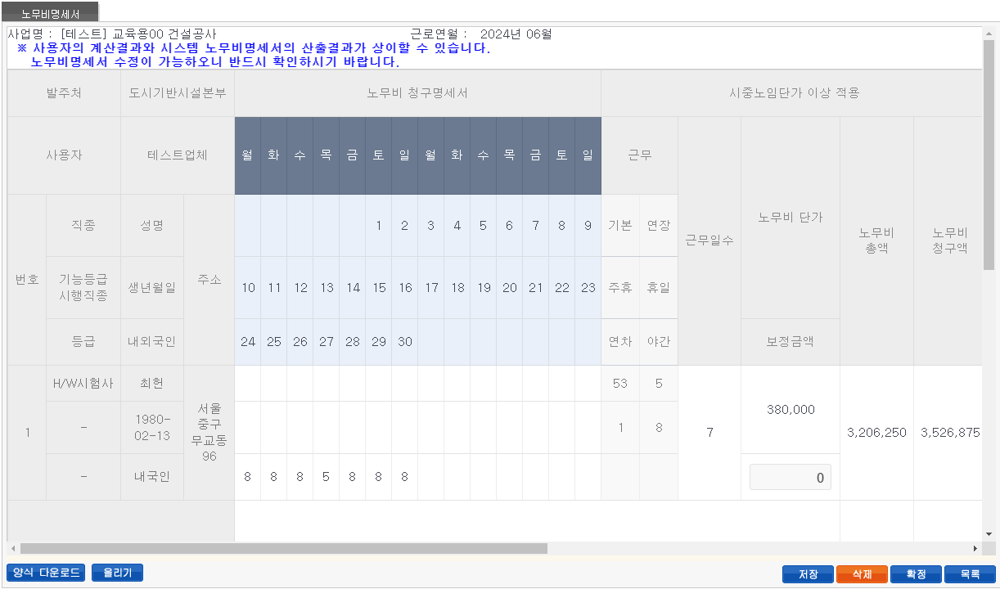 노무비명세서
사업명 : [테스트] 교육용00 건설공사 근로연월 : 2024년 06월
※ 사용자의 계산결과와 시스템 노무비명세서의 산출결과가 상이할 수 있습니다.
노무비명세서 수정이 가능하오니 반드시 확인하시기 바랍니다.
발주처 도시기반시설본부 노무비 청구명세서 시중노임단가 이상 적용
사용자 테스트업체 월 화 수 목 금 토 일 월 화 수 목 금 토 일 근무
번호 직종 성명 주소 1 2 3 4 5 6 7 8 9 기본 연장 근무일수 노무비 단가 노무비 총액 노무비 청구액
기능등급 시행직종 생년월일 10 11 12 13 14 15 16 17 18 19 20 21 22 23 주휴 휴일
등급 내외국인 24 25 26 27 28 29 30 연차 야간 보정금액
1 H/W시험사 최헌 서울 중구 무교동 96 53 5 7 380,000 3,206,250 3,526,875
- 1980-02-13 1 8
- 내국인 8 8 8 5 8 8 8 0
양식 다운로드 올리기 저장 삭제 확정 목록